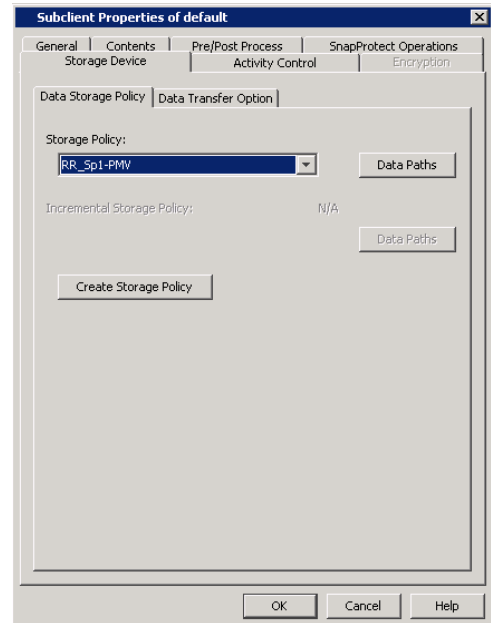 Subclient Properties of default
General Contents Pre/Post Process SnapProtect Operations
Storage Device Activity Control Encryption
Data Storage Policy Data Transfer Option
Storage Policy:
RR_Sp1-PMV Data Paths
Incremental Storage Policy: N/A
Data Paths
Create Storage Policy
OK Cancel Help